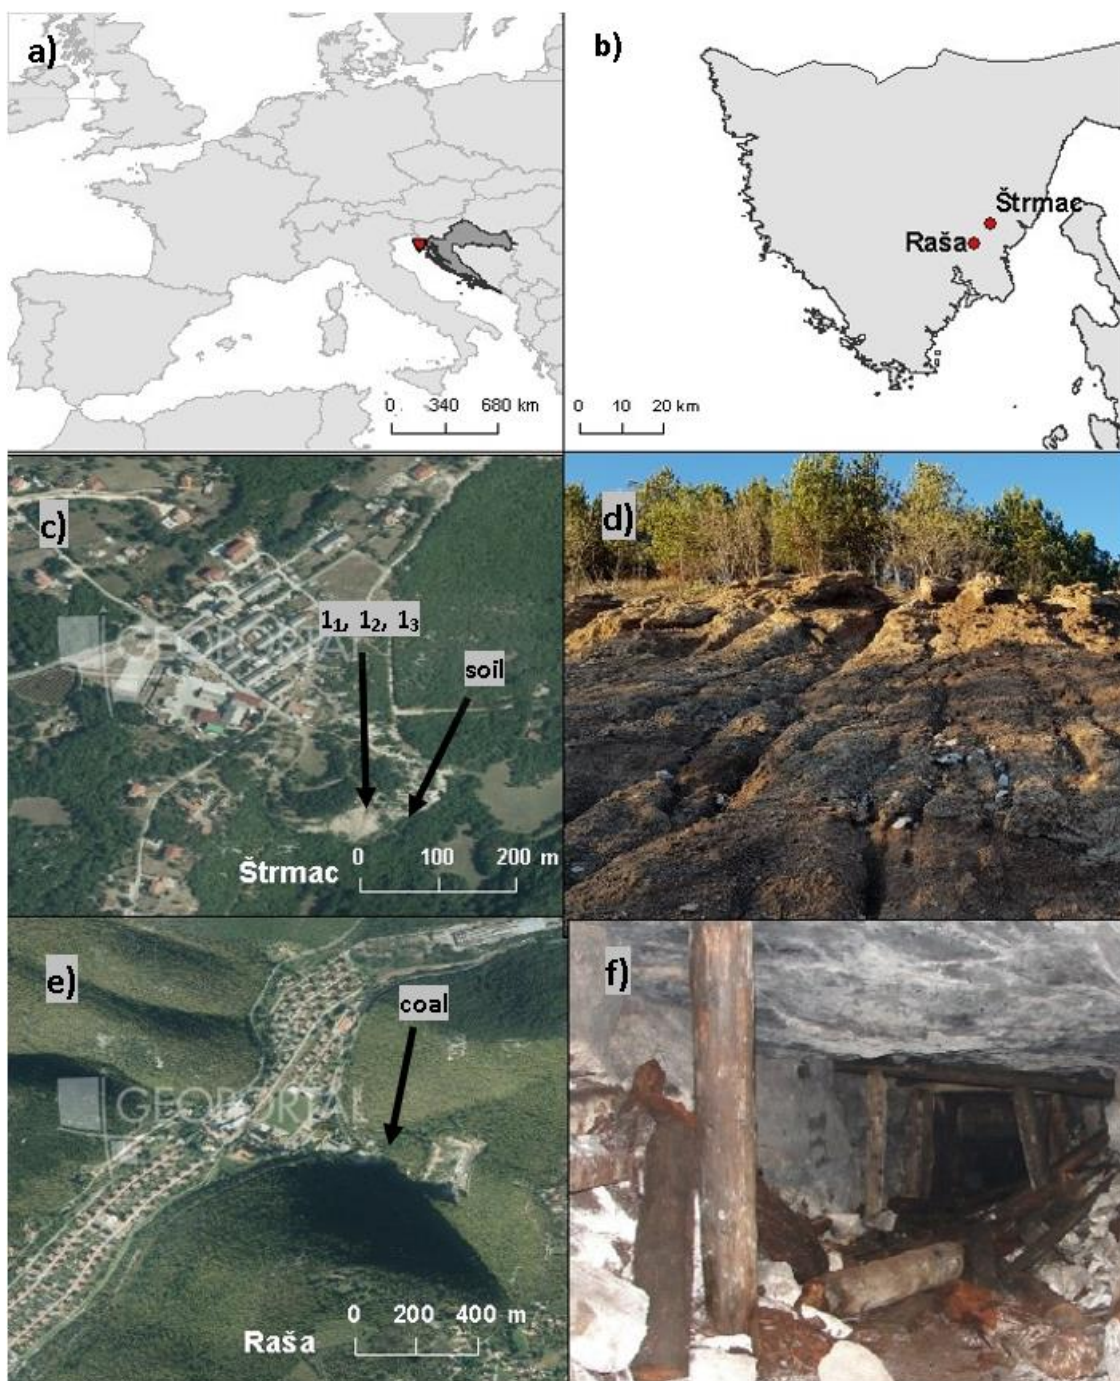 a)
0 340 680 km
b)
Štrmac
Raša
0 10 20 km
c)
GEOPORTAL
1₁, 1₂, 1₃
soil
Štrmac
0 100 200 m
d)
e)
coal
GEOPORTAL
Raša
0 200 400 m
f)